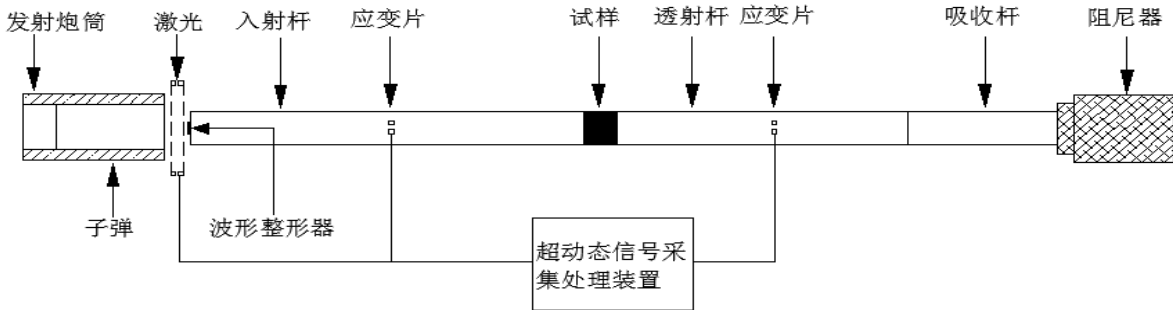 发射炮筒
激光
入射杆
应变片
试样
透射杆
应变片
吸收杆
阻尼器
子弹
波形整形器
超动态信号采
集处理装置